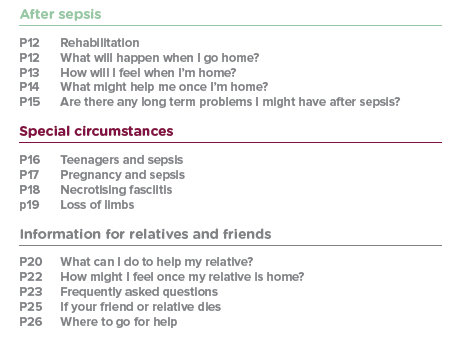 After sepsis
P12 Rehabilitation
P12 What will happen when I go home?
P13 How will I feel when I'm home?
P14 What might help me once I'm home?
P15 Are there any long term problems I might have after sepsis?
Special circumstances
P16 Teenagers and sepsis
P17 Pregnancy and sepsis
P18 Necrotising fasciitis
p19 Loss of limbs
Information for relatives and friends
P20 What can I do to help my relative?
P22 How might I feel once my relative is home?
P23 Frequently asked questions
P25 If your friend or relative dies
P26 Where to go for help